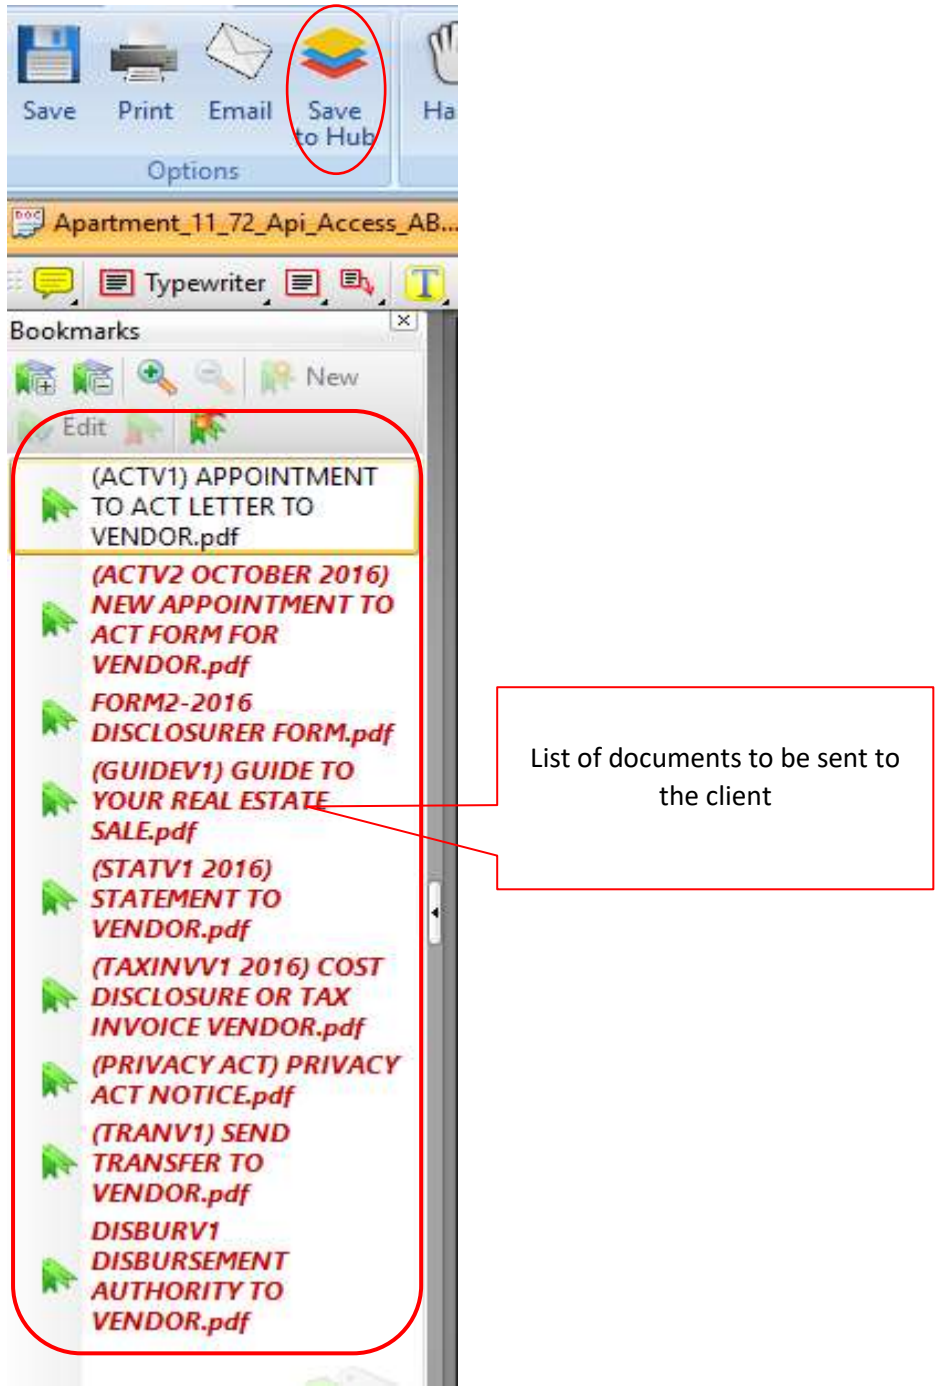 Save Print Email Save to Hub Ha
Options
Apartment_11_72_Api_Access_AB...
Typewriter T
Bookmarks
New
Edit
(ACTV1) APPOINTMENT
TO ACT LETTER TO
VENDOR.pdf
(ACTV2 OCTOBER 2016)
NEW APPOINTMENT TO
ACT FORM FOR
VENDOR.pdf
FORM2-2016
DISCLOSURER FORM.pdf
(GUIDEV1) GUIDE TO
YOUR REAL ESTATE
SALE.pdf
(STATV1 2016)
STATEMENT TO
VENDOR.pdf
(TAXINVV1 2016) COST
DISCLOSURE OR TAX
INVOICE VENDOR.pdf
(PRIVACY ACT) PRIVACY
ACT NOTICE.pdf
(TRANV1) SEND
TRANSFER TO
VENDOR.pdf
DISBURV1
DISBURSEMENT
AUTHORITY TO
VENDOR.pdf
List of documents to be sent to
the client